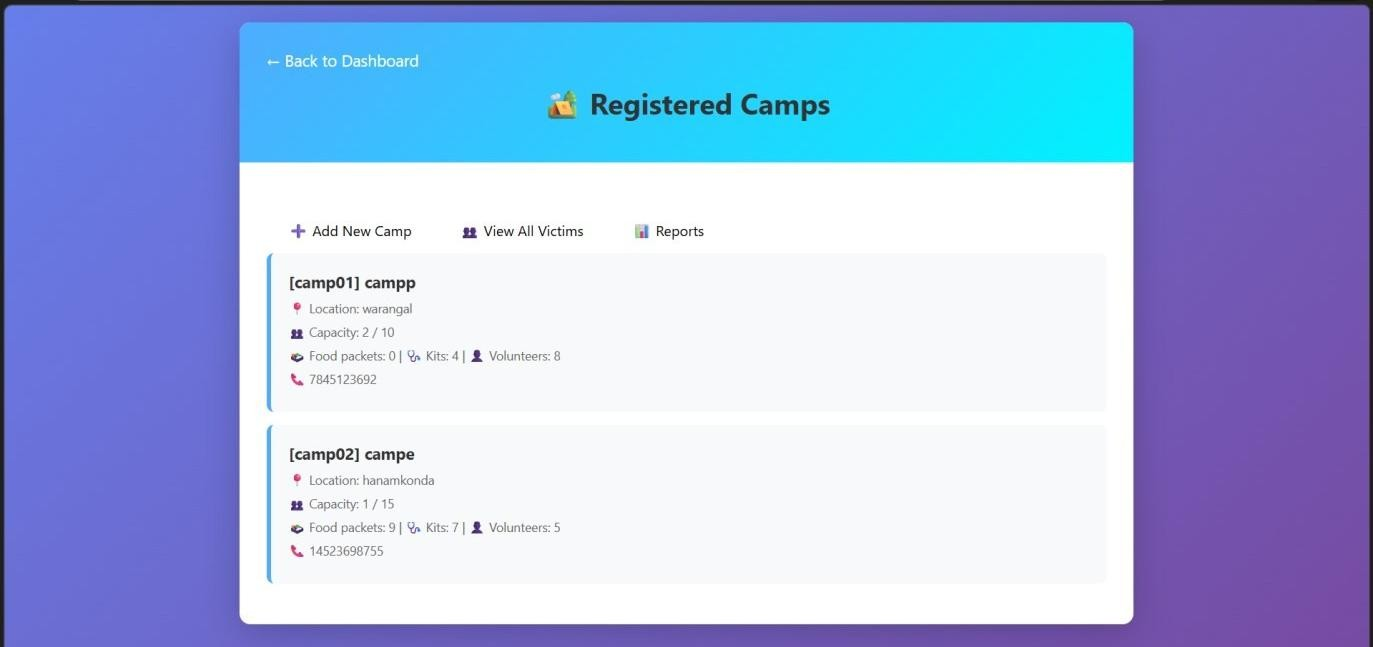 ← Back to Dashboard
🏕️ Registered Camps
➕ Add New Camp 👥 View All Victims 📊 Reports
[camp01] campp
📍 Location: warangal
👥 Capacity: 2 / 10
🍱 Food packets: 0 | 🩺 Kits: 4 | 👤 Volunteers: 8
📞 7845123692
[camp02] campe
📍 Location: hanamkonda
👥 Capacity: 1 / 15
🍱 Food packets: 9 | 🩺 Kits: 7 | 👤 Volunteers: 5
📞 14523698755